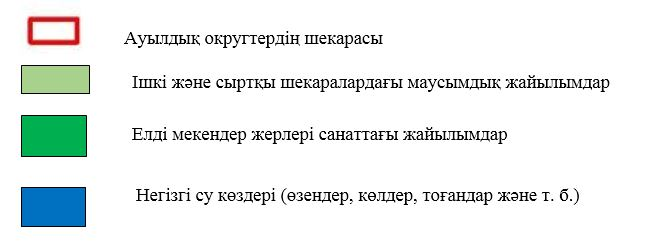 Ауылдық округтердің шекарасы
Ішкі және сыртқы шекаралардағы маусымдық жайылымдар
Елді мекендер жерлері санаттағы жайылымдар
Негізгі су көздері (өзендер, көлдер, тоғандар және т. б.)